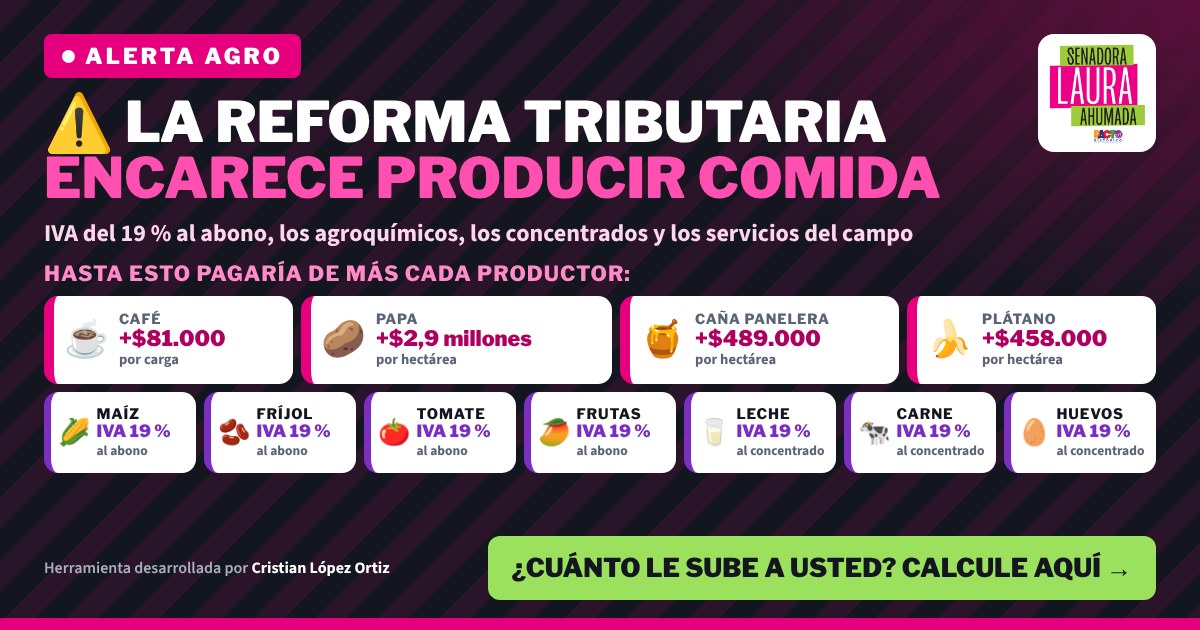 ALERTA AGRO
SENADORA
LAURA
AHUMADA
PACTO
HISTÓRICO
⚠️ LA REFORMA TRIBUTARIA
ENCARECE PRODUCIR COMIDA
IVA del 19 % al abono, los agroquímicos, los concentrados y los servicios del campo
HASTA ESTO PAGARÍA DE MÁS CADA PRODUCTOR:
CAFÉ
+$81.000
por carga
PAPA
+$2,9 millones
por hectárea
CAÑA PANELERA
+$489.000
por hectárea
PLÁTANO
+$458.000
por hectárea
MAÍZ
IVA 19 %
al abono
FRÍJOL
IVA 19 %
al abono
TOMATE
IVA 19 %
al abono
FRUTAS
IVA 19 %
al abono
LECHE
IVA 19 %
al concentrado
CARNE
IVA 19 %
al concentrado
HUEVOS
IVA 19 %
al concentrado
Herramienta desarrollada por Cristian López Ortiz
¿CUÁNTO LE SUBE A USTED? CALCULE AQUÍ →